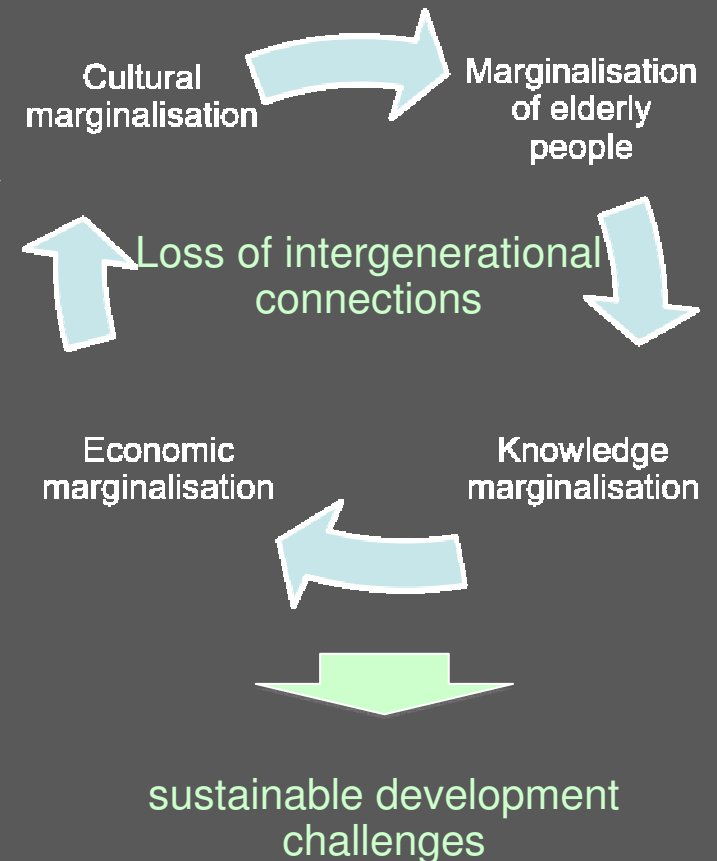 Cultural
marginalisation
Marginalisation
of elderly
people
Loss of intergenerational
connections
Economic
marginalisation
Knowledge
marginalisation
sustainable development
challenges